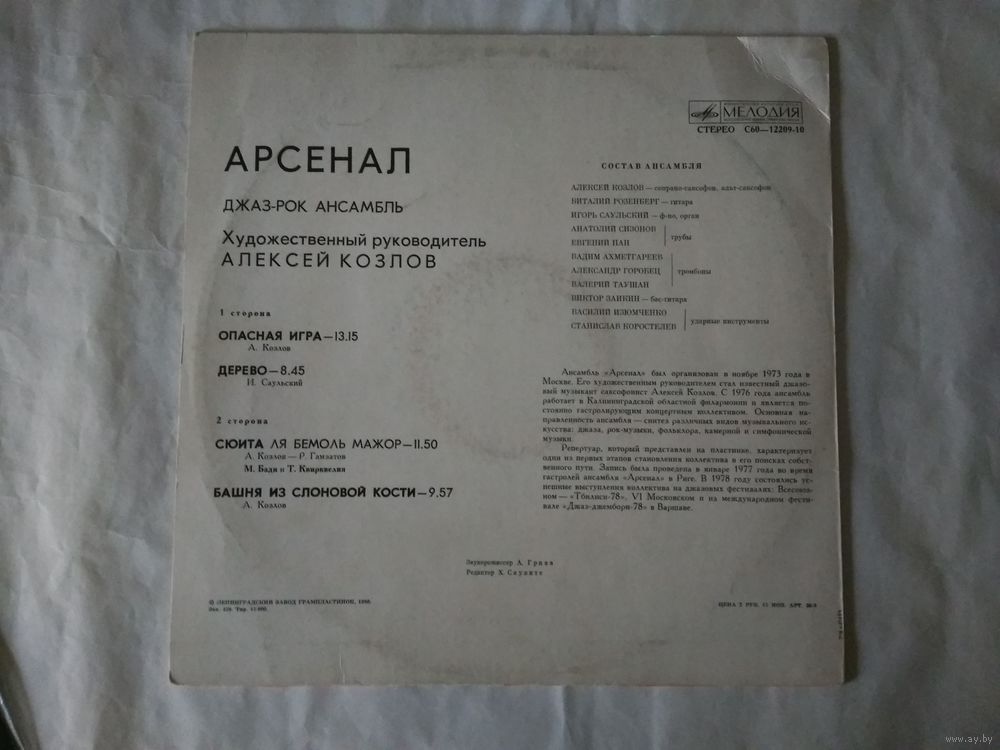 МЕЛОДИЯ
СТЕРЕО С60—12209-10
АРСЕНАЛ
ДЖАЗ-РОК АНСАМБЛЬ
Художественный руководитель
АЛЕКСЕЙ КОЗЛОВ
1 сторона
ОПАСНАЯ ИГРА—13.15
А. Козлов
ДЕРЕВО—8.45
И. Саульский
2 сторона
СЮИТА ЛЯ БЕМОЛЬ МАЖОР—11.50
А. Козлов — Р. Гамзатов
М. Бади и Т. Квирквелия
БАШНЯ ИЗ СЛОНОВОЙ КОСТИ—9.57
А. Козлов
СОСТАВ АНСАМБЛЯ
АЛЕКСЕЙ КОЗЛОВ — сопрано-саксофон, альт-саксофон
ВИТАЛИЙ РОЗЕНБЕРГ — гитара
ИГОРЬ САУЛЬСКИЙ — ф-но, орган
АНАТОЛИЙ СИЗОНОВ
ЕВГЕНИЙ ПАН
трубы
ВАДИМ АХМЕТГАРЕЕВ
АЛЕКСАНДР ГОРОБЕЦ
ВАЛЕРИЙ ТАУШАН
тромбоны
ВИКТОР ЗАИКИН — бас-гитара
ВАСИЛИЙ ИЗЮМЧЕНКО
СТАНИСЛАВ КОРОСТЕЛЕВ
ударные инструменты
Ансамбль «Арсенал» был организован в ноябре 1973 года в
Москве. Его художественным руководителем стал известный джазо-
вый музыкант саксофонист Алексей Козлов. С 1976 года ансамбль
работает в Калининградской областной филармонии и является по-
стоянно гастролирующим концертным коллективом. Основная на-
правленность ансамбля — синтез различных видов музыкального ис-
кусства: джаза, рок-музыки, фольклора, камерной и симфонической
музыки.
Репертуар, который представлен на пластинке, характеризует
один из первых этапов становления коллектива в его поисках собст-
венного пути. Запись была проведена в январе 1977 года во время
гастролей ансамбля «Арсенал» в Риге. В 1978 году состоялись ус-
пешные выступления коллектива на джазовых фестивалях: Всесоюз-
ном — «Тбилиси-78», VI Московском и на международном фести-
вале «Джаз-джембори-78» в Варшаве.
Звукорежиссер А. Грива
Редактор Х. Саулите
© ЛЕНИНГРАДСКИЙ ЗАВОД ГРАМПЛАСТИНОК, 1980.
ЦЕНА 2 РУБ. 15 КОП. АРТ.
www.ay.by